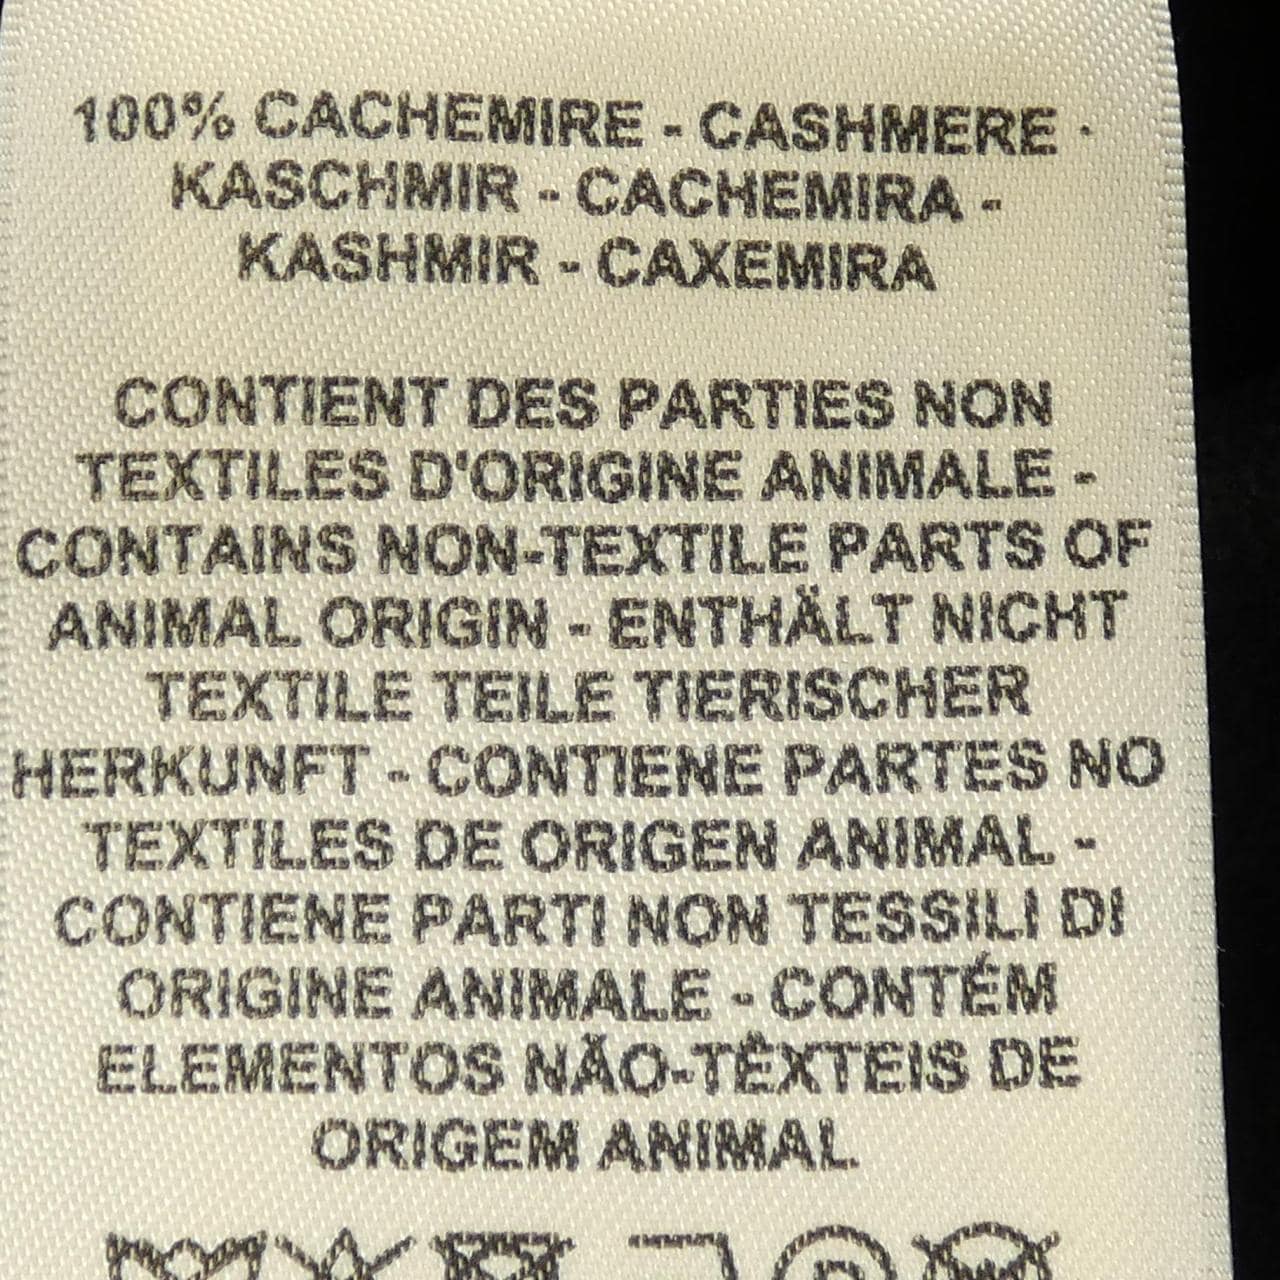 100% CACHEMIRE - CASHMERE -
KASCHMIR - CACHEMIRA -
KASHMIR - CAXEMIRA
CONTIENT DES PARTIES NON
TEXTILES D'ORIGINE ANIMALE -
CONTAINS NON-TEXTILE PARTS OF
ANIMAL ORIGIN - ENTHÄLT NICHT
TEXTILE TEILE TIERISCHER
HERKUNFT - CONTIENE PARTES NO
TEXTILES DE ORIGEN ANIMAL -
CONTIENE PARTI NON TESSILI DI
ORIGINE ANIMALE - CONTÉM
ELEMENTOS NÃO-TÊXTEIS DE
ORIGEM ANIMAL
P